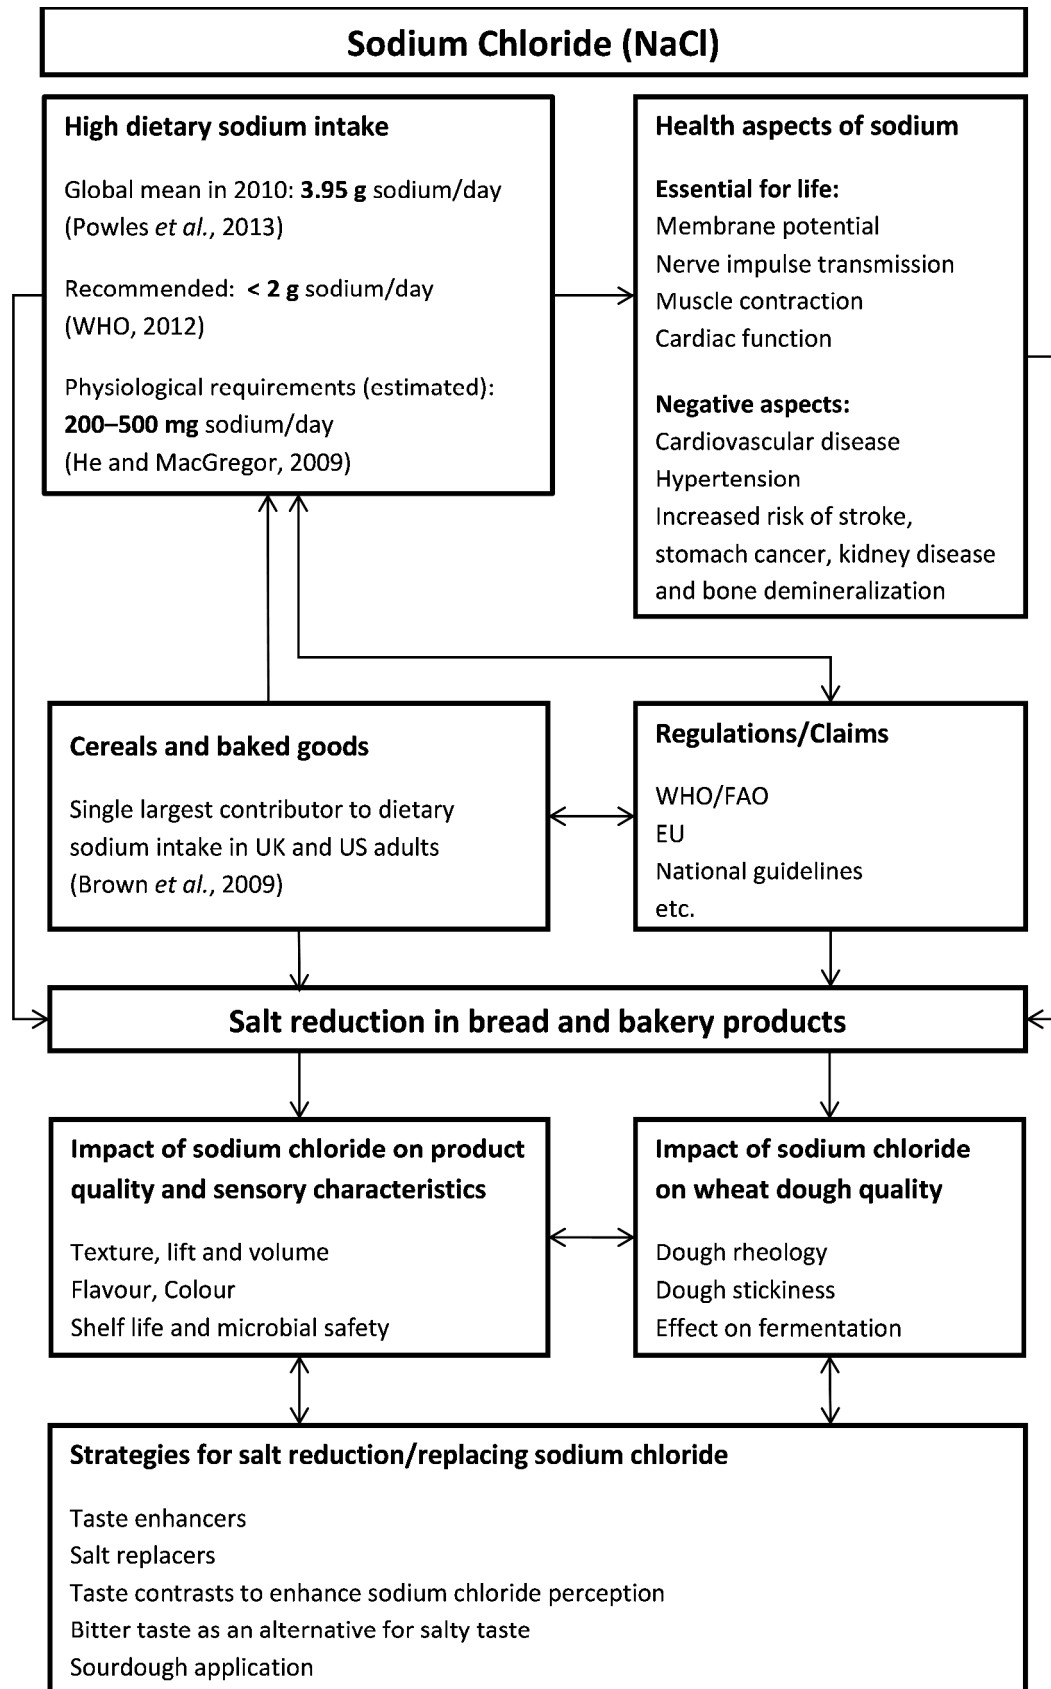 Sodium Chloride (NaCl)
High dietary sodium intake
Global mean in 2010: 3.95 g sodium/day
(Powles et al., 2013)
Recommended:  < 2 g sodium/day
(WHO, 2012)
Physiological requirements (estimated):
200–500 mg sodium/day
(He and MacGregor, 2009)
Health aspects of sodium
Essential for life:
Membrane potential
Nerve impulse transmission
Muscle contraction
Cardiac function
Negative aspects:
Cardiovascular disease
Hypertension
Increased risk of stroke,
stomach cancer, kidney disease
and bone demineralization
Cereals and baked goods
Single largest contributor to dietary
sodium intake in UK and US adults
(Brown et al., 2009)
Regulations/Claims
WHO/FAO
EU
National guidelines
etc.
Salt reduction in bread and bakery products
Impact of sodium chloride on product
quality and sensory characteristics
Texture, lift and volume
Flavour, Colour
Shelf life and microbial safety
Impact of sodium chloride
on wheat dough quality
Dough rheology
Dough stickiness
Effect on fermentation
Strategies for salt reduction/replacing sodium chloride
Taste enhancers
Salt replacers
Taste contrasts to enhance sodium chloride perception
Bitter taste as an alternative for salty taste
Sourdough application